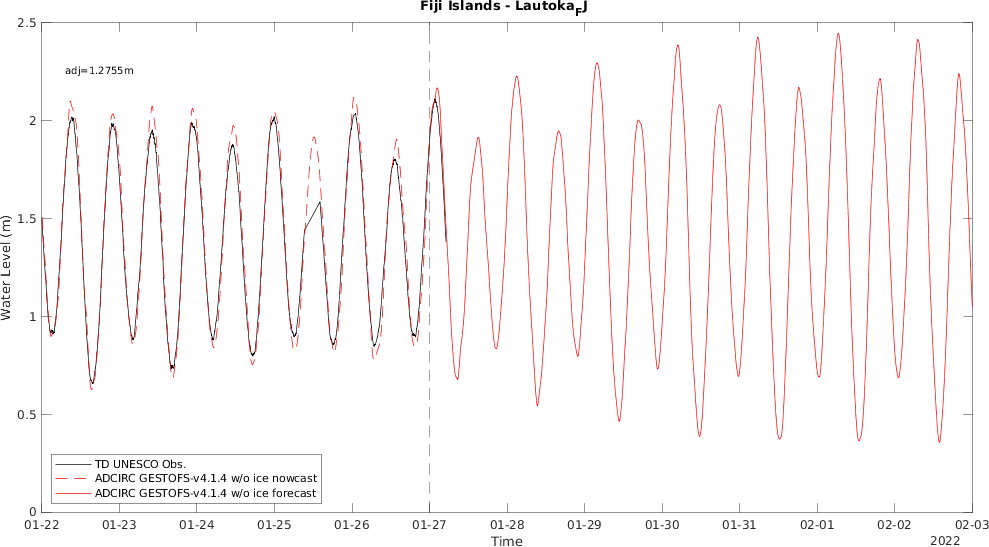 Fiji Islands - Lautoka_FJ
adj=1.2755m
2.5
2
1.5
1
0.5
0
Water Level (m)
TD UNESCO Obs.
ADCIRC GESTOFS-v4.1.4 w/o ice nowcast
ADCIRC GESTOFS-v4.1.4 w/o ice forecast
01-22 01-23 01-24 01-25 01-26 01-27 01-28 01-29 01-30 01-31 02-01 02-02 02-03
Time
2022